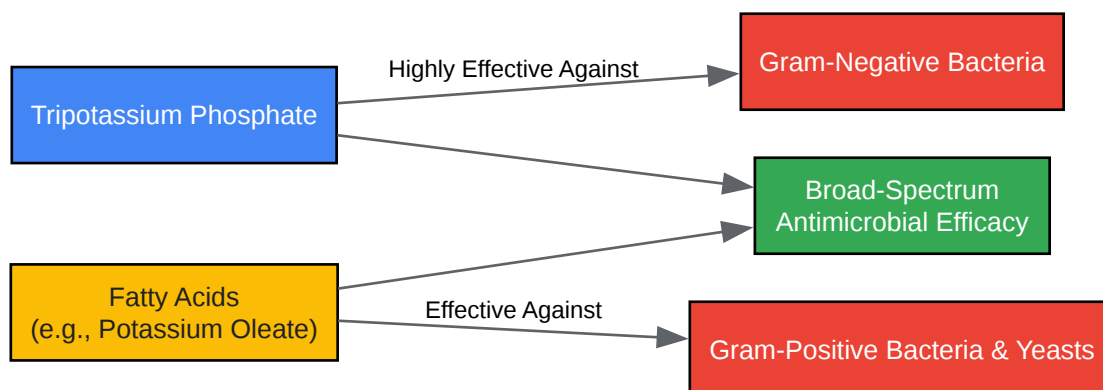 Highly Effective Against
Gram-Negative Bacteria
Tripotassium Phosphate
Broad-Spectrum
Antimicrobial Efficacy
Fatty Acids
(e.g., Potassium Oleate)
Effective Against
Gram-Positive Bacteria & Yeasts